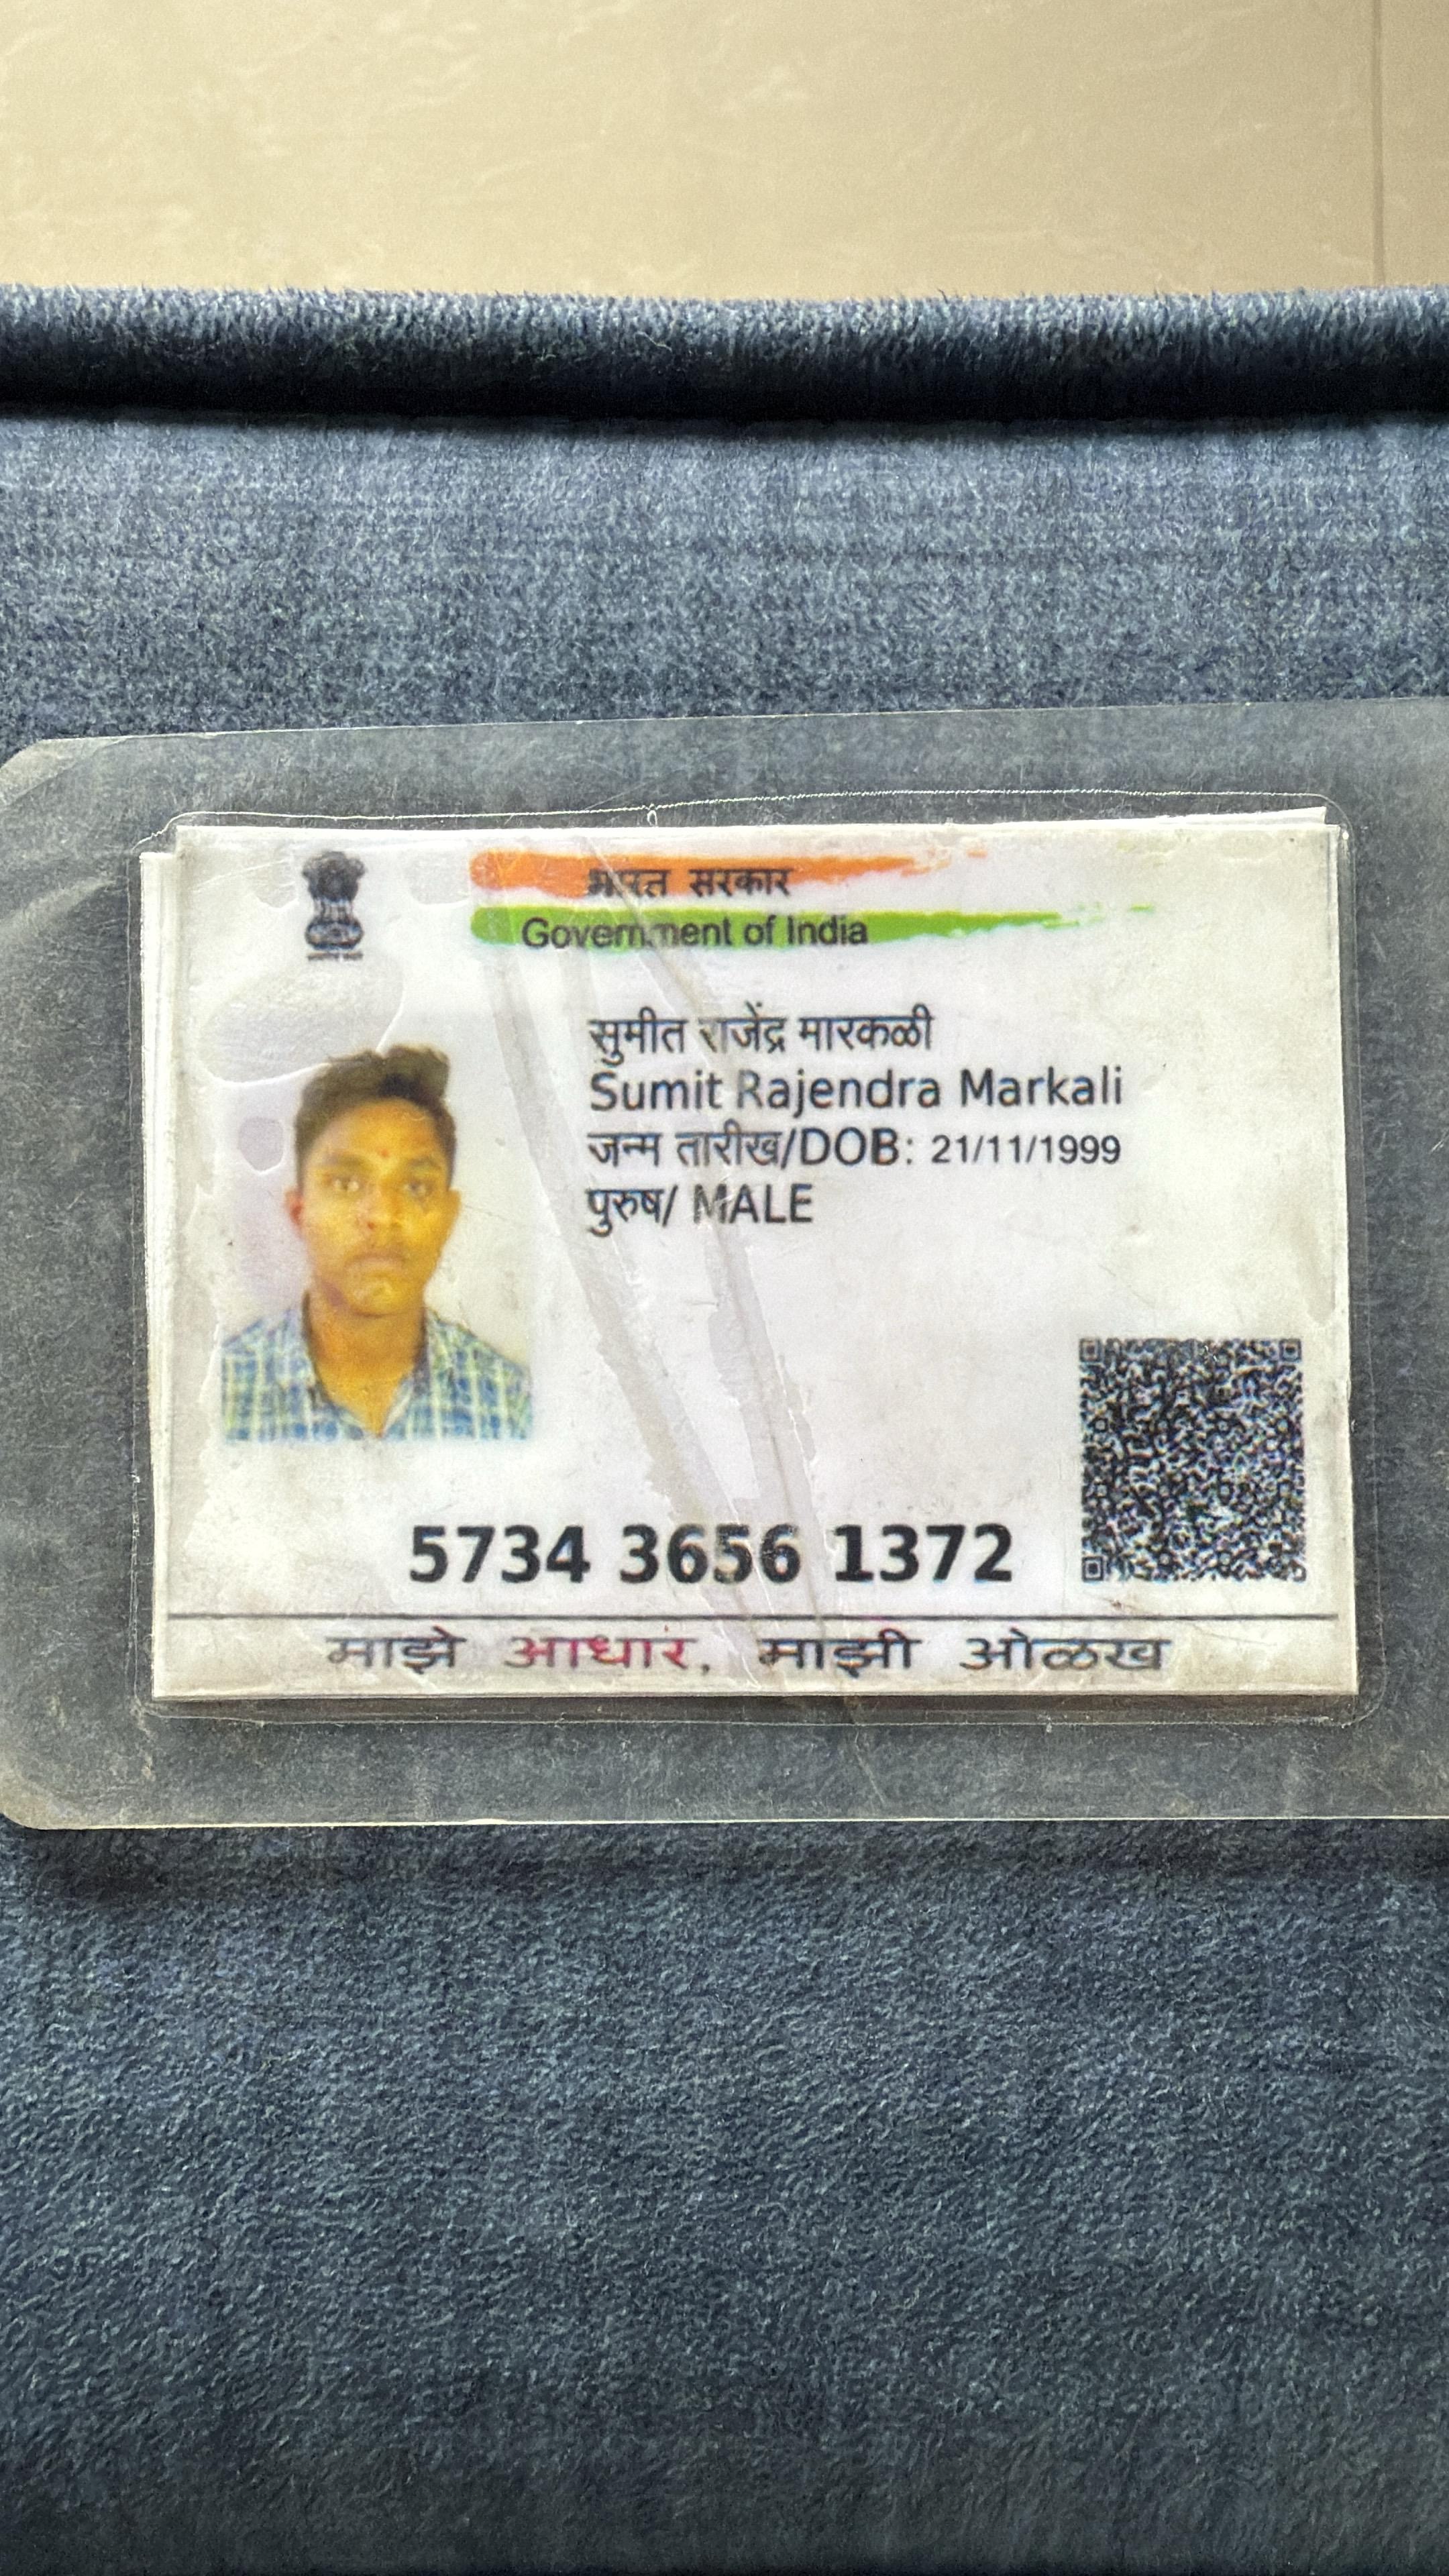 भारत सरकार
Government of India
सुमीत राजेंद्र मारकळी
Sumit Rajendra Markali
जन्म तारीख/DOB: 21/11/1999
पुरुष/ MALE
5734 3656 1372
माझे आधार, माझी ओळख